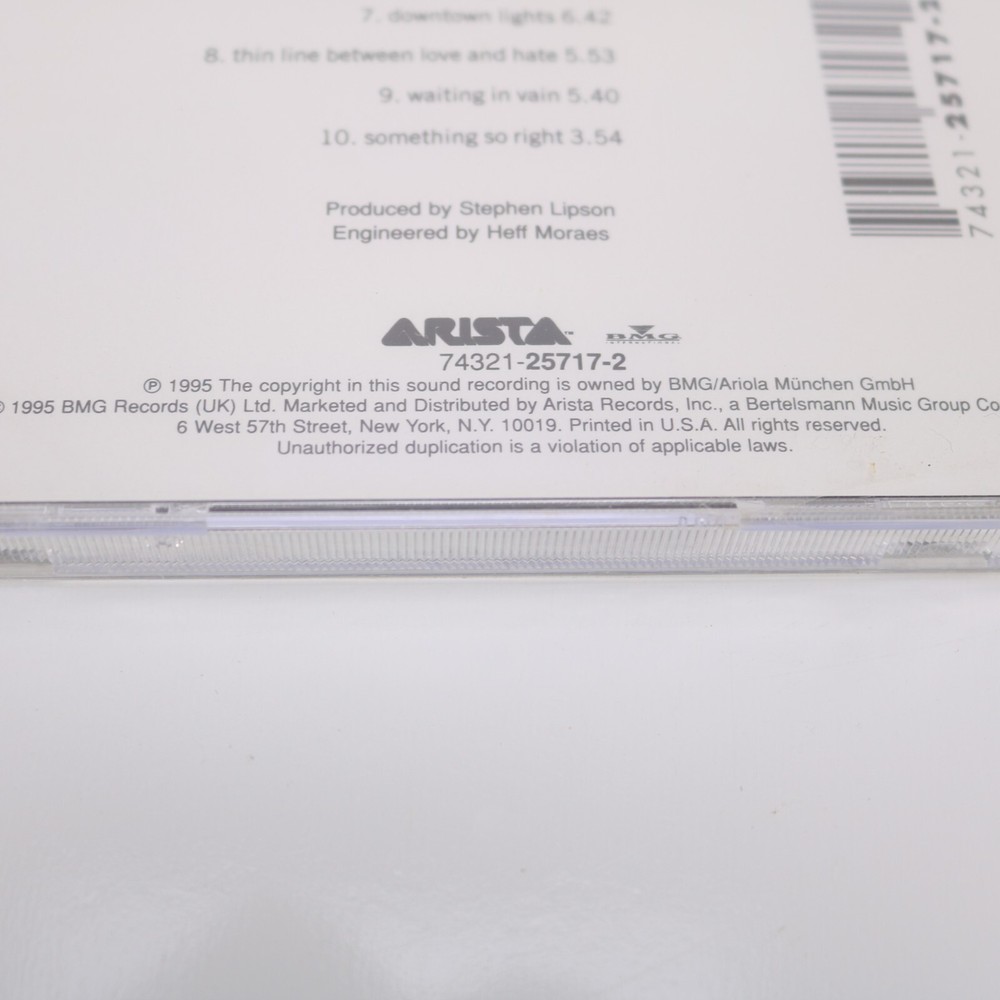 7. downtown lights 6.42
8. thin line between love and hate 5.53
9. waiting in vain 5.40
10. something so right 3.54
Produced by Stephen Lipson
Engineered by Heff Moraes
ARISTA™ BMG
INTERNATIONAL
74321-25717-2
℗ 1995 The copyright in this sound recording is owned by BMG/Ariola München GmbH
1995 BMG Records (UK) Ltd. Marketed and Distributed by Arista Records, Inc., a Bertelsmann Music Group Co
6 West 57th Street, New York, N.Y. 10019. Printed in U.S.A. All rights reserved.
Unauthorized duplication is a violation of applicable laws.
74321-25717-2